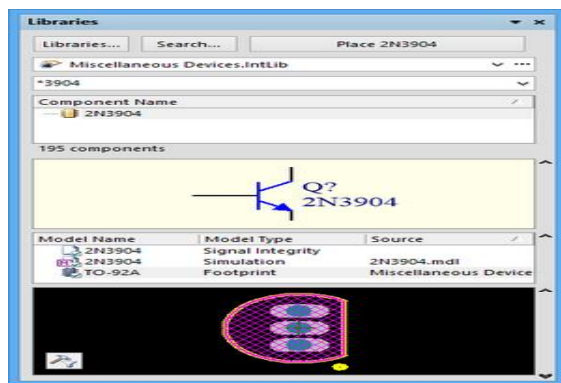 Libraries
Libraries... Search... Place 2N3904
Miscellaneous Devices.IntLib
*3904
Component Name
2N3904
195 components
Q?
2N3904
Model Name Model Type Source
2N3904 Signal Integrity
2N3904 Simulation 2N3904.mdl
TO-92A Footprint Miscellaneous Device